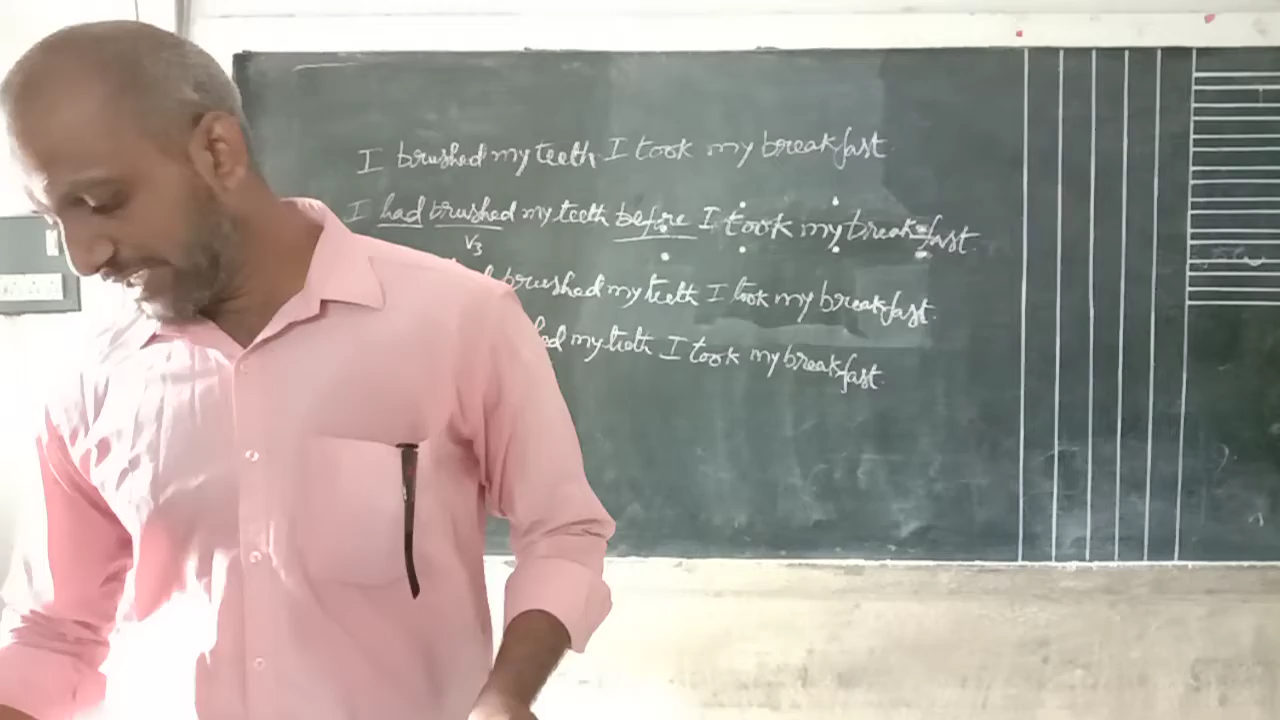 I brushed my teeth I took my breakfast.
I had brushed my teeth before I took my breakfast.
V3
brushed my teeth I took my breakfast.
my teeth I took my breakfast.